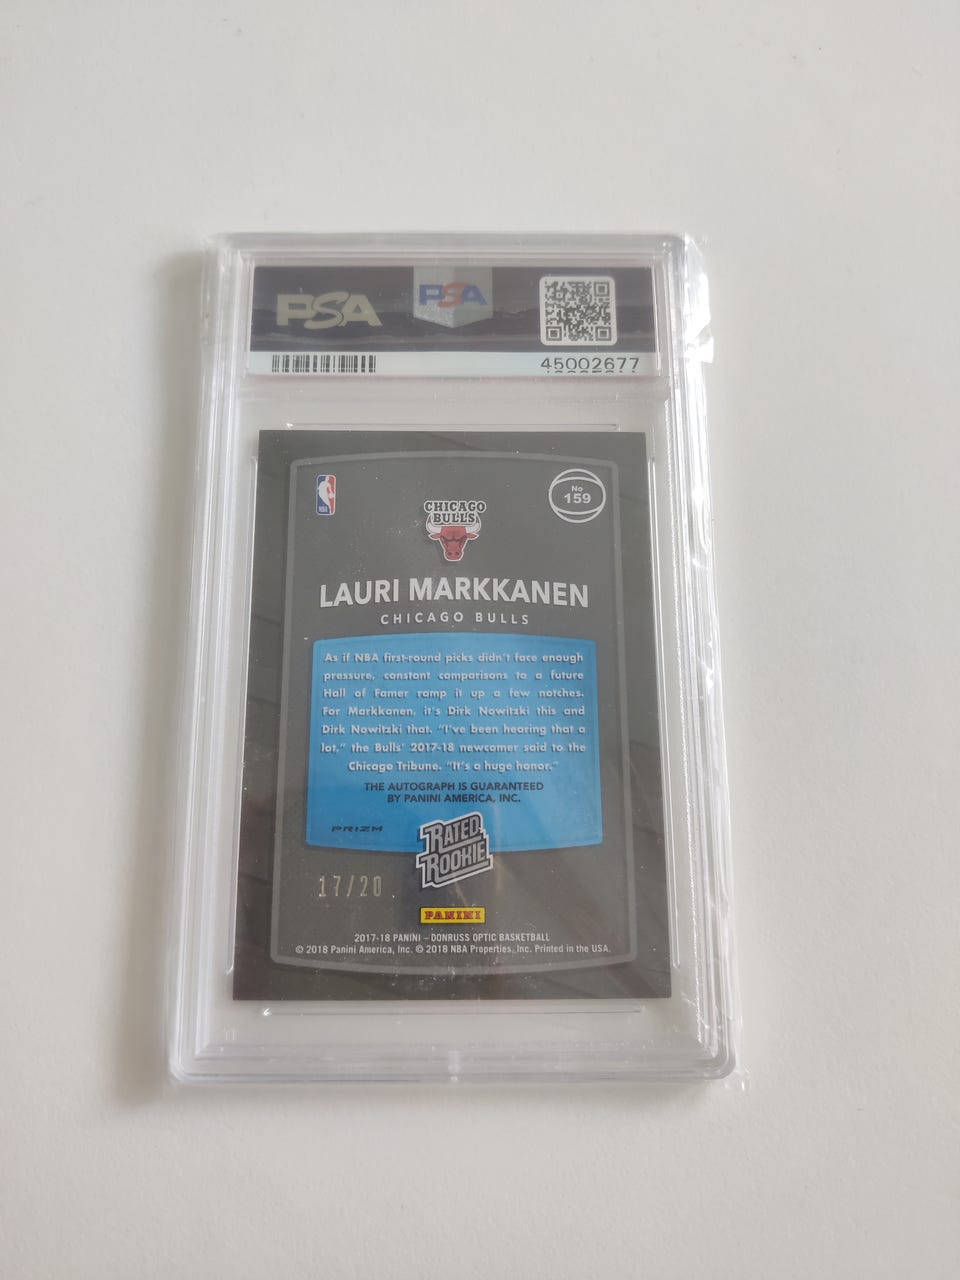 PSA
PSA
45002677
NBA
CHICAGO
BULLS
No
159
LAURI MARKKANEN
CHICAGO BULLS
As if NBA first-round picks didn't face enough
pressure, constant comparisons to a future
Hall of Famer ramp it up a few notches.
For Markkanen, it's Dirk Nowitzki this and
Dirk Nowitzki that. "I've been hearing that a
lot," the Bulls' 2017-18 newcomer said to the
Chicago Tribune. "It's a huge honor."
THE AUTOGRAPH IS GUARANTEED
BY PANINI AMERICA, INC.
PRIZM
RATED
ROOKIE
17/20
PANINI
2017-18 PANINI – DONRUSS OPTIC BASKETBALL
© 2018 Panini America, Inc. © 2018 NBA Properties, Inc. Printed in the USA.